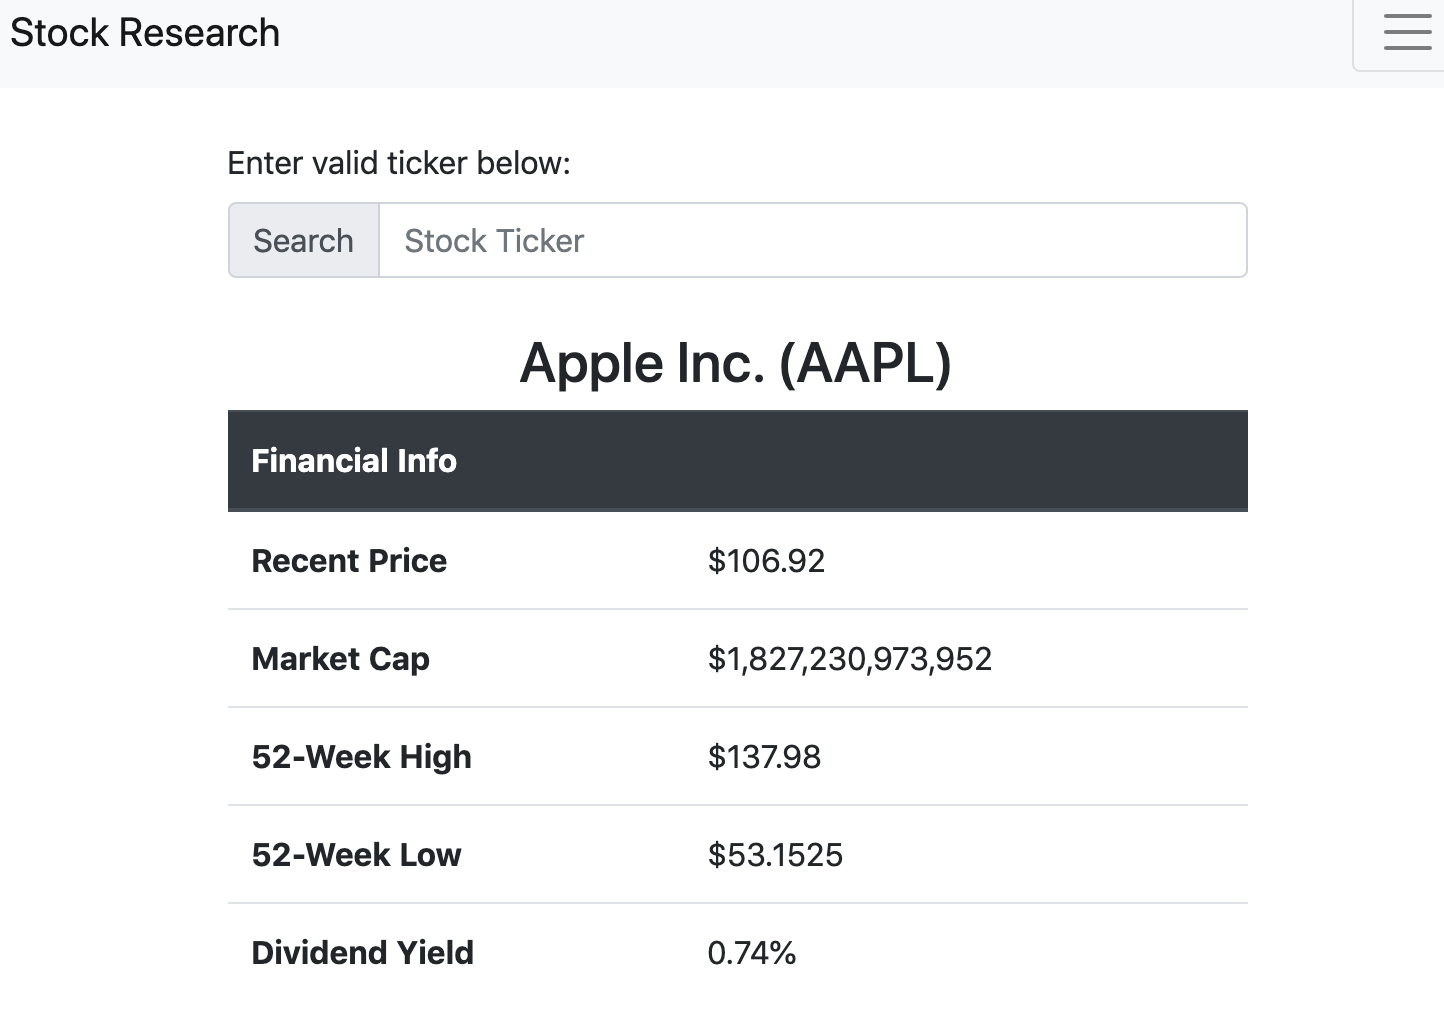 Stock Research
Enter valid ticker below:
Search Stock Ticker
Apple Inc. (AAPL)
Financial Info
Recent Price $106.92
Market Cap $1,827,230,973,952
52-Week High $137.98
52-Week Low $53.1525
Dividend Yield 0.74%